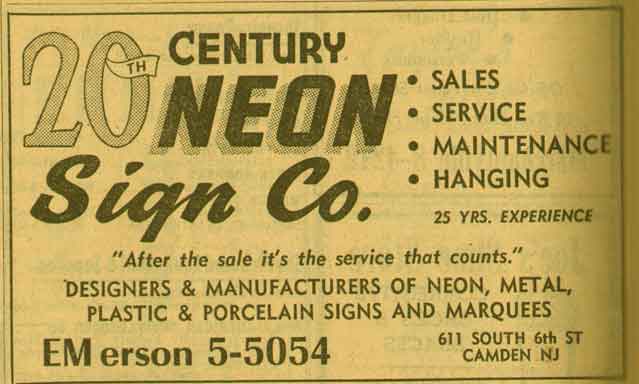 20TH CENTURY
NEON
Sign Co.
• SALES
• SERVICE
• MAINTENANCE
• HANGING
25 YRS. EXPERIENCE
"After the sale it's the service that counts."
DESIGNERS & MANUFACTURERS OF NEON, METAL,
PLASTIC & PORCELAIN SIGNS AND MARQUEES
EM erson 5-5054
611 SOUTH 6th ST
CAMDEN NJ